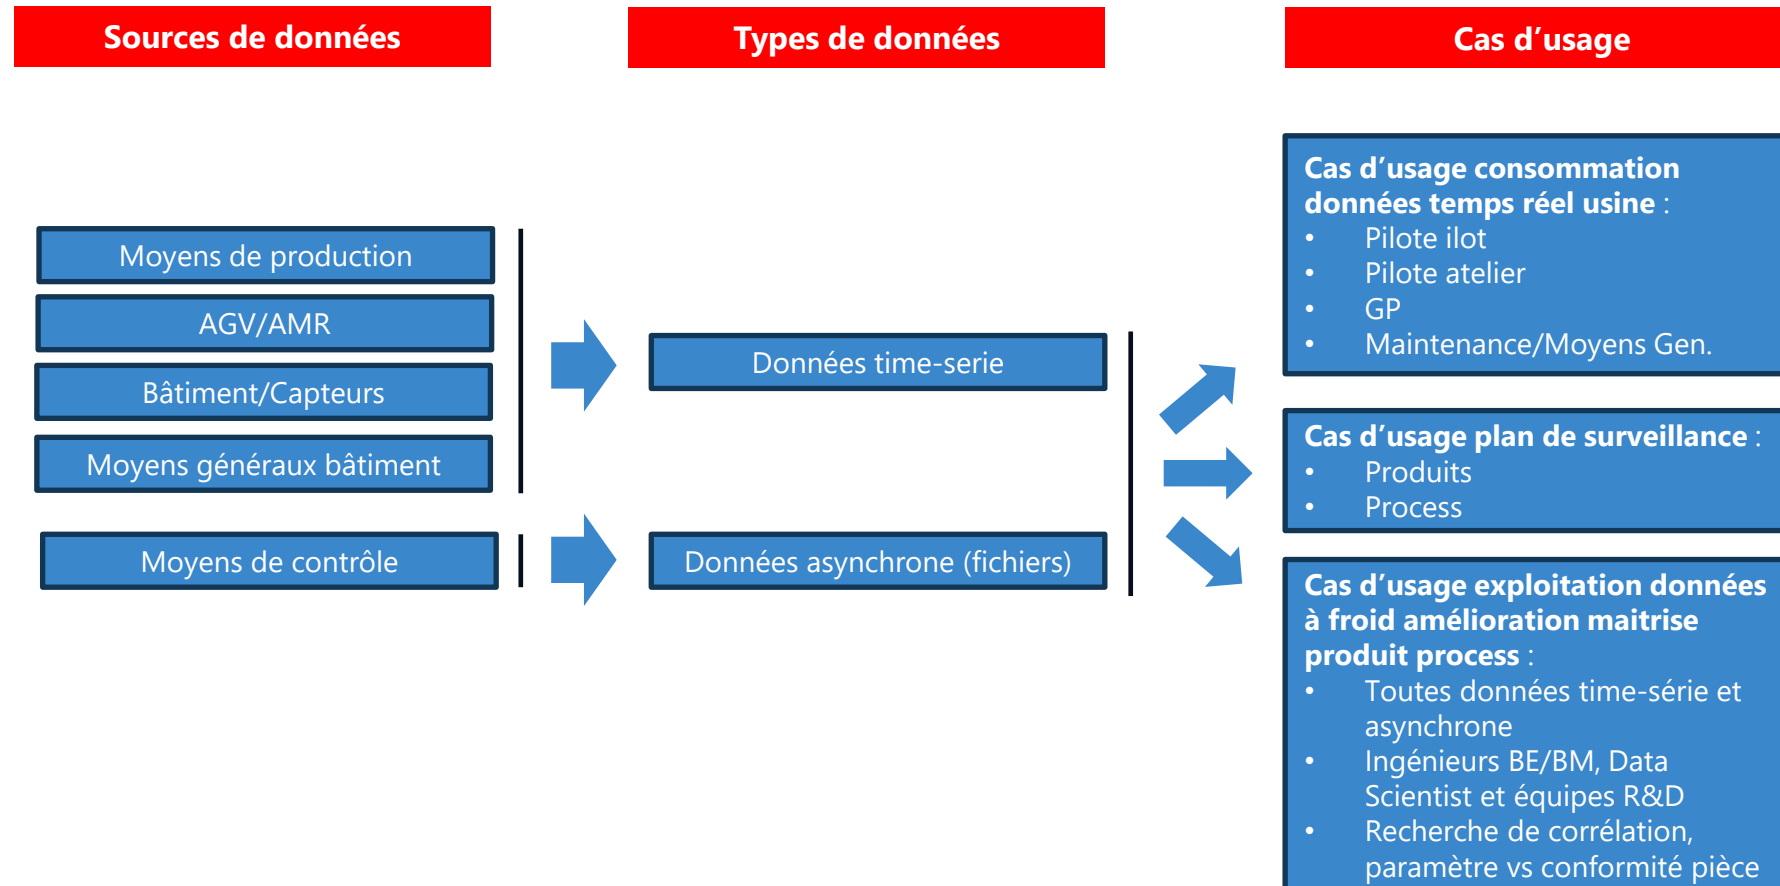 Sources de données
Types de données
Cas d’usage
Moyens de production
AGV/AMR
Bâtiment/Capteurs
Moyens généraux bâtiment
Moyens de contrôle
Données time-serie
Données asynchrone (fichiers)
Cas d’usage consommation
données temps réel usine :
• Pilote ilot
• Pilote atelier
• GP
• Maintenance/Moyens Gen.
Cas d’usage plan de surveillance :
• Produits
• Process
Cas d’usage exploitation données
à froid amélioration maitrise
produit process :
• Toutes données time-série et
asynchrone
• Ingénieurs BE/BM, Data
Scientist et équipes R&D
• Recherche de corrélation,
paramètre vs conformité pièce